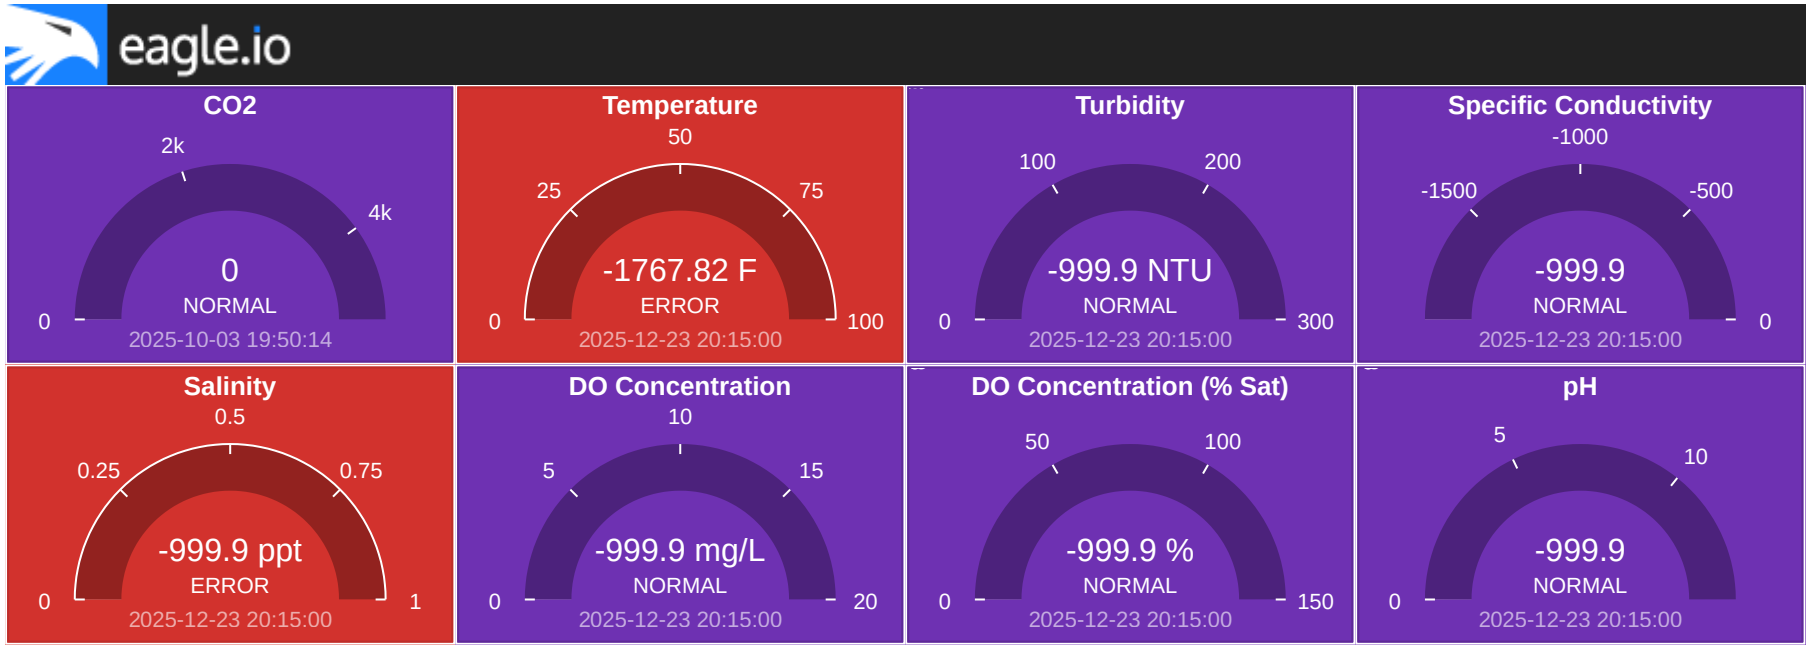 eagle.io
CO2
2k
4k
0
NORMAL
0
2025-10-03 19:50:14
Temperature
50
25
75
-1767.82 F
ERROR
0
100
2025-12-23 20:15:00
Turbidity
100
200
-999.9 NTU
NORMAL
0
300
2025-12-23 20:15:00
Specific Conductivity
-1000
-1500
-500
-999.9
NORMAL
0
2025-12-23 20:15:00
Salinity
0.5
0.25
0.75
-999.9 ppt
ERROR
0
1
2025-12-23 20:15:00
DO Concentration
10
5
15
-999.9 mg/L
NORMAL
0
20
2025-12-23 20:15:00
DO Concentration (% Sat)
50
100
-999.9 %
NORMAL
0
150
2025-12-23 20:15:00
pH
5
10
-999.9
NORMAL
0
2025-12-23 20:15:00